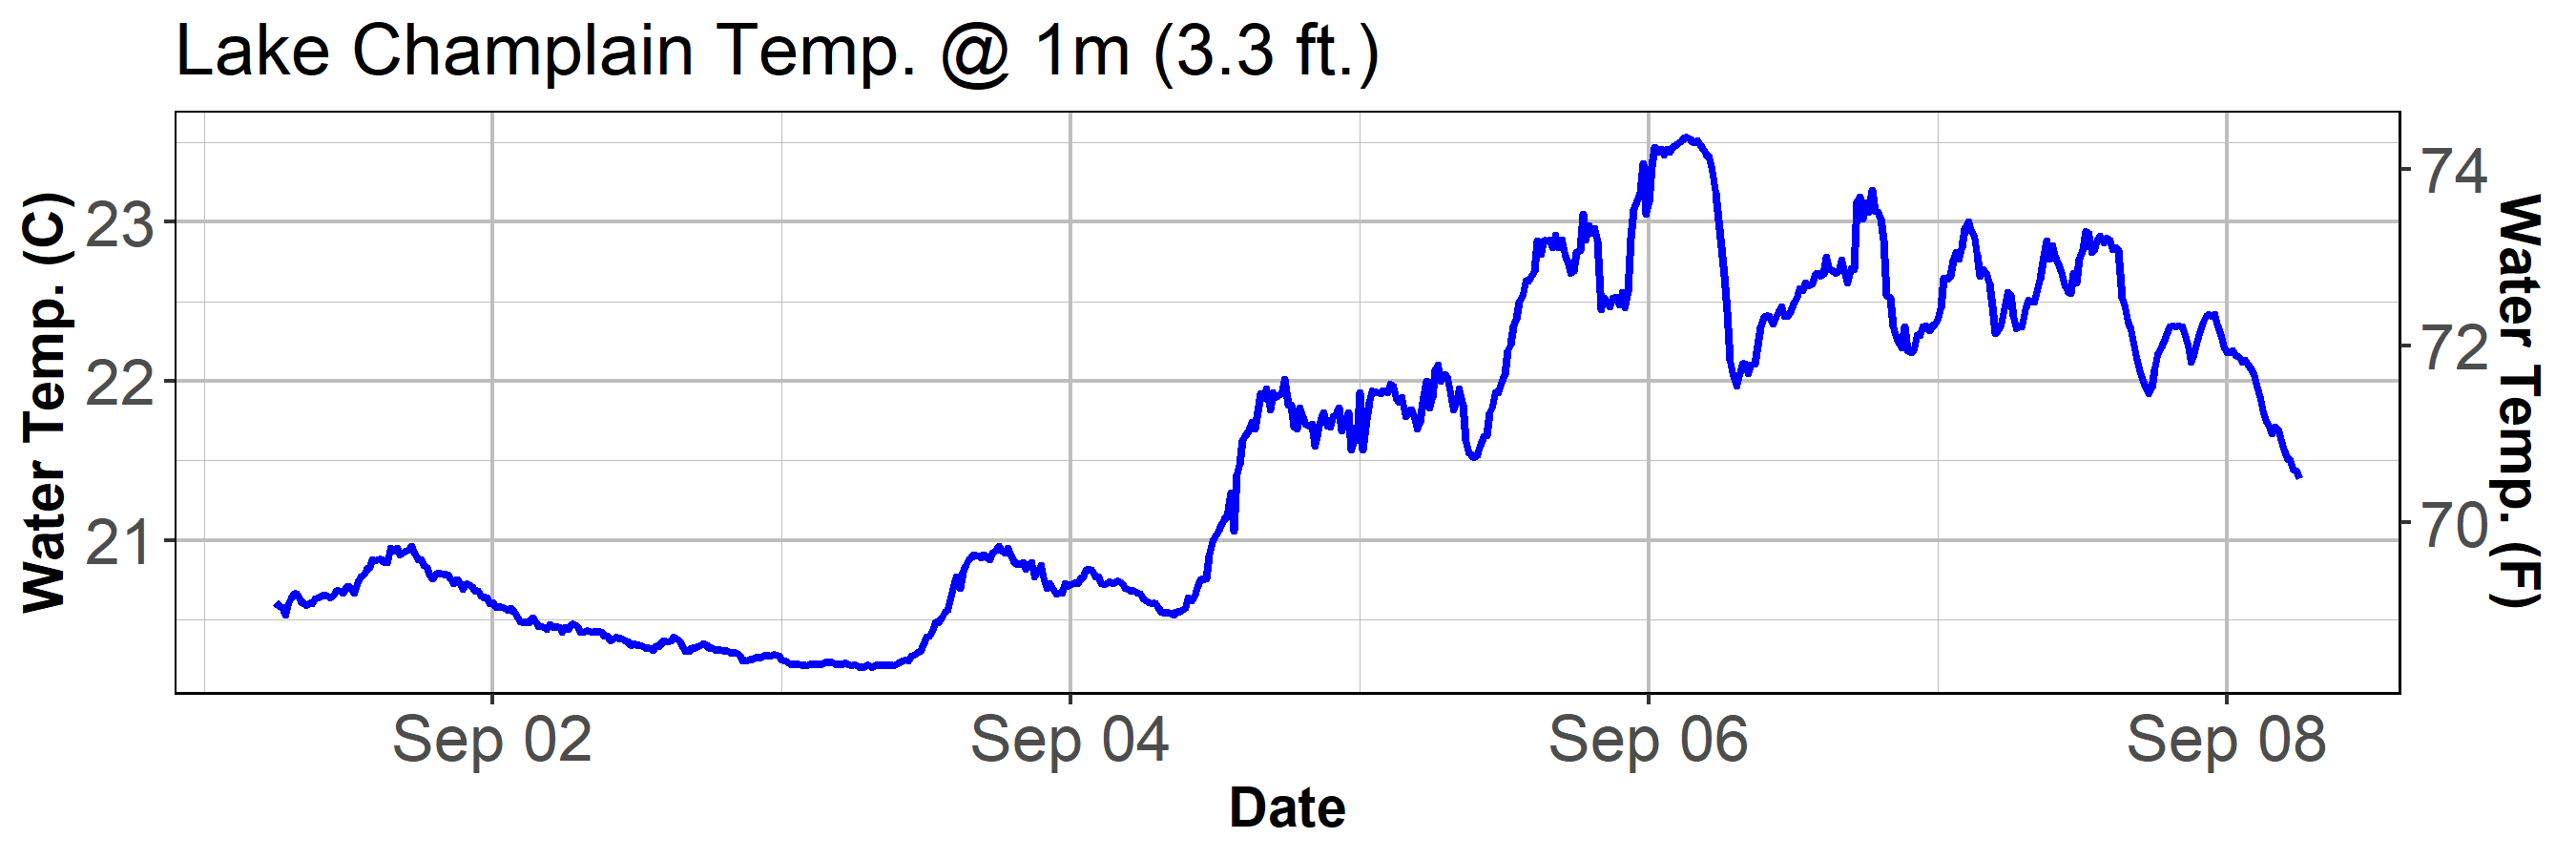 Lake Champlain Temp. @ 1m (3.3 ft.)
Water Temp. (C)
23
22
21
74
72
70
Water Temp. (F)
Sep 02
Sep 04
Sep 06
Sep 08
Date